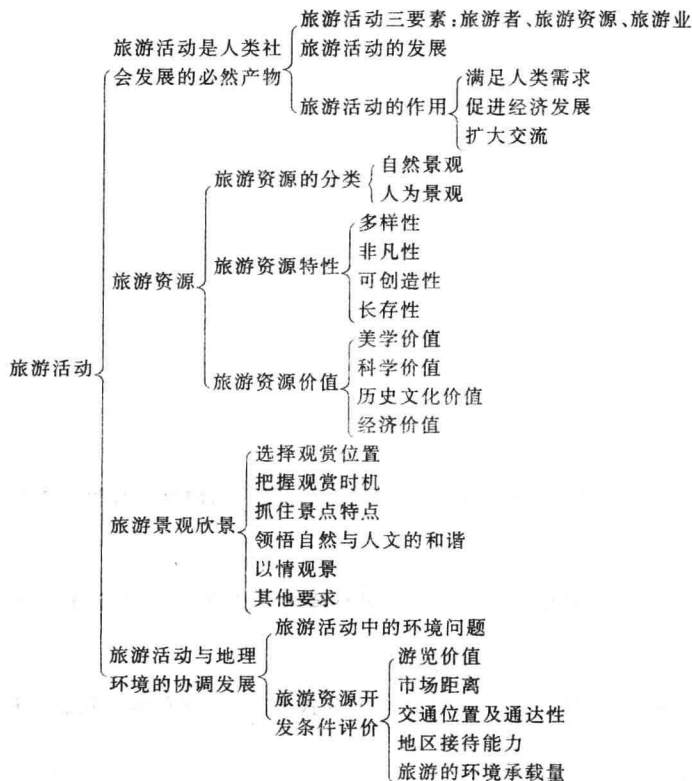 旅游活动
旅游活动是人类社
会发展的必然产物
旅游活动三要素:旅游者、旅游资源、旅游业
旅游活动的发展
旅游活动的作用
满足人类需求
促进经济发展
扩大交流
旅游资源
旅游资源的分类
自然景观
人为景观
旅游资源特性
多样性
非凡性
可创造性
长存性
旅游资源价值
美学价值
科学价值
历史文化价值
经济价值
旅游景观欣景
选择观赏位置
把握观赏时机
抓住景点特点
领悟自然与人文的和谐
以情观景
其他要求
旅游活动与地理
环境的协调发展
旅游活动中的环境问题
旅游资源开
发条件评价
游览价值
市场距离
交通位置及通达性
地区接待能力
旅游的环境承载量